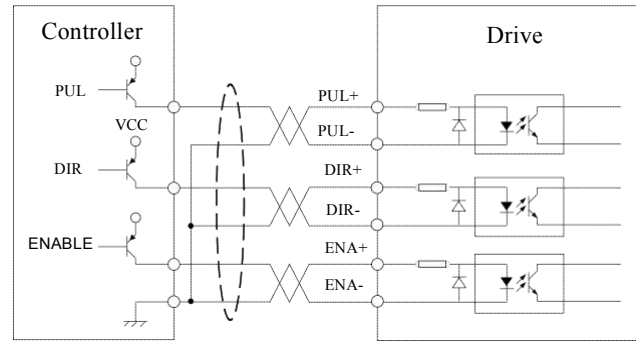 Controller
Drive
PUL
VCC
DIR
ENABLE
PUL+
PUL-
DIR+
DIR-
ENA+
ENA-